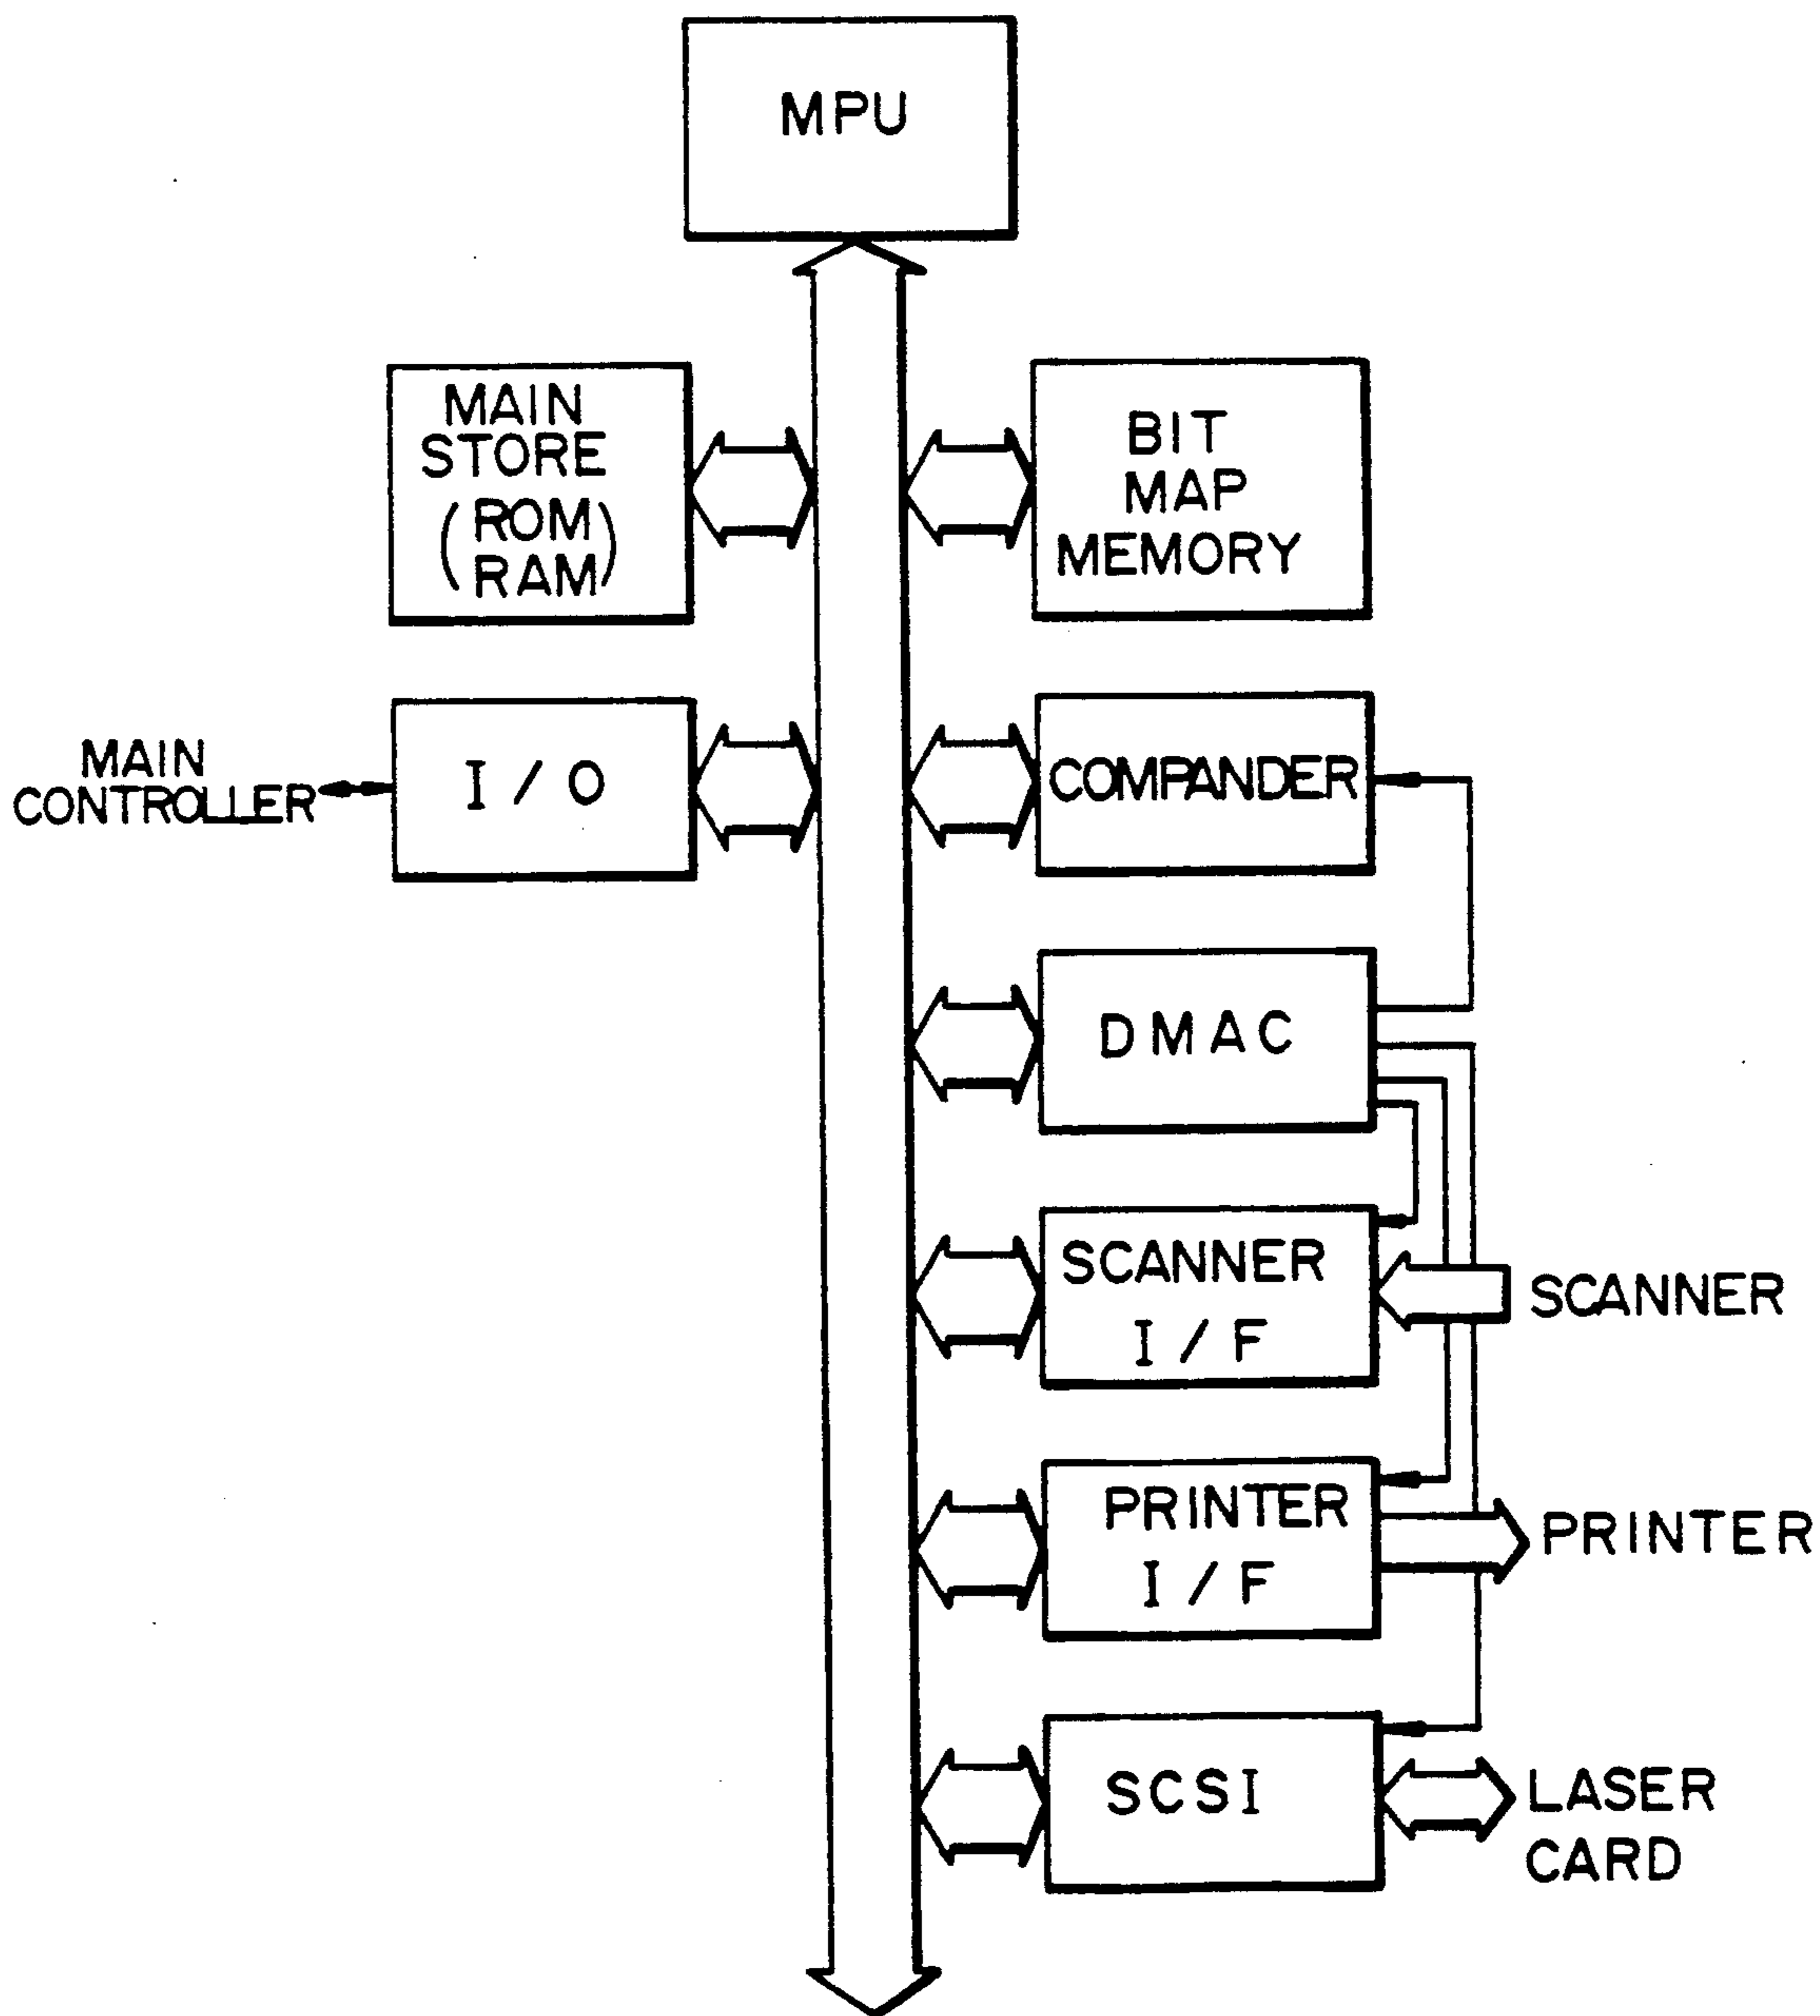 MPU
MAIN
STORE
(ROM
RAM)
BIT
MAP
MEMORY
MAIN
CONTROLLER
I/O
COMPANDER
DMAC
SCANNER
I/F
SCANNER
PRINTER
I/F
PRINTER
SCSI
LASER
CARD